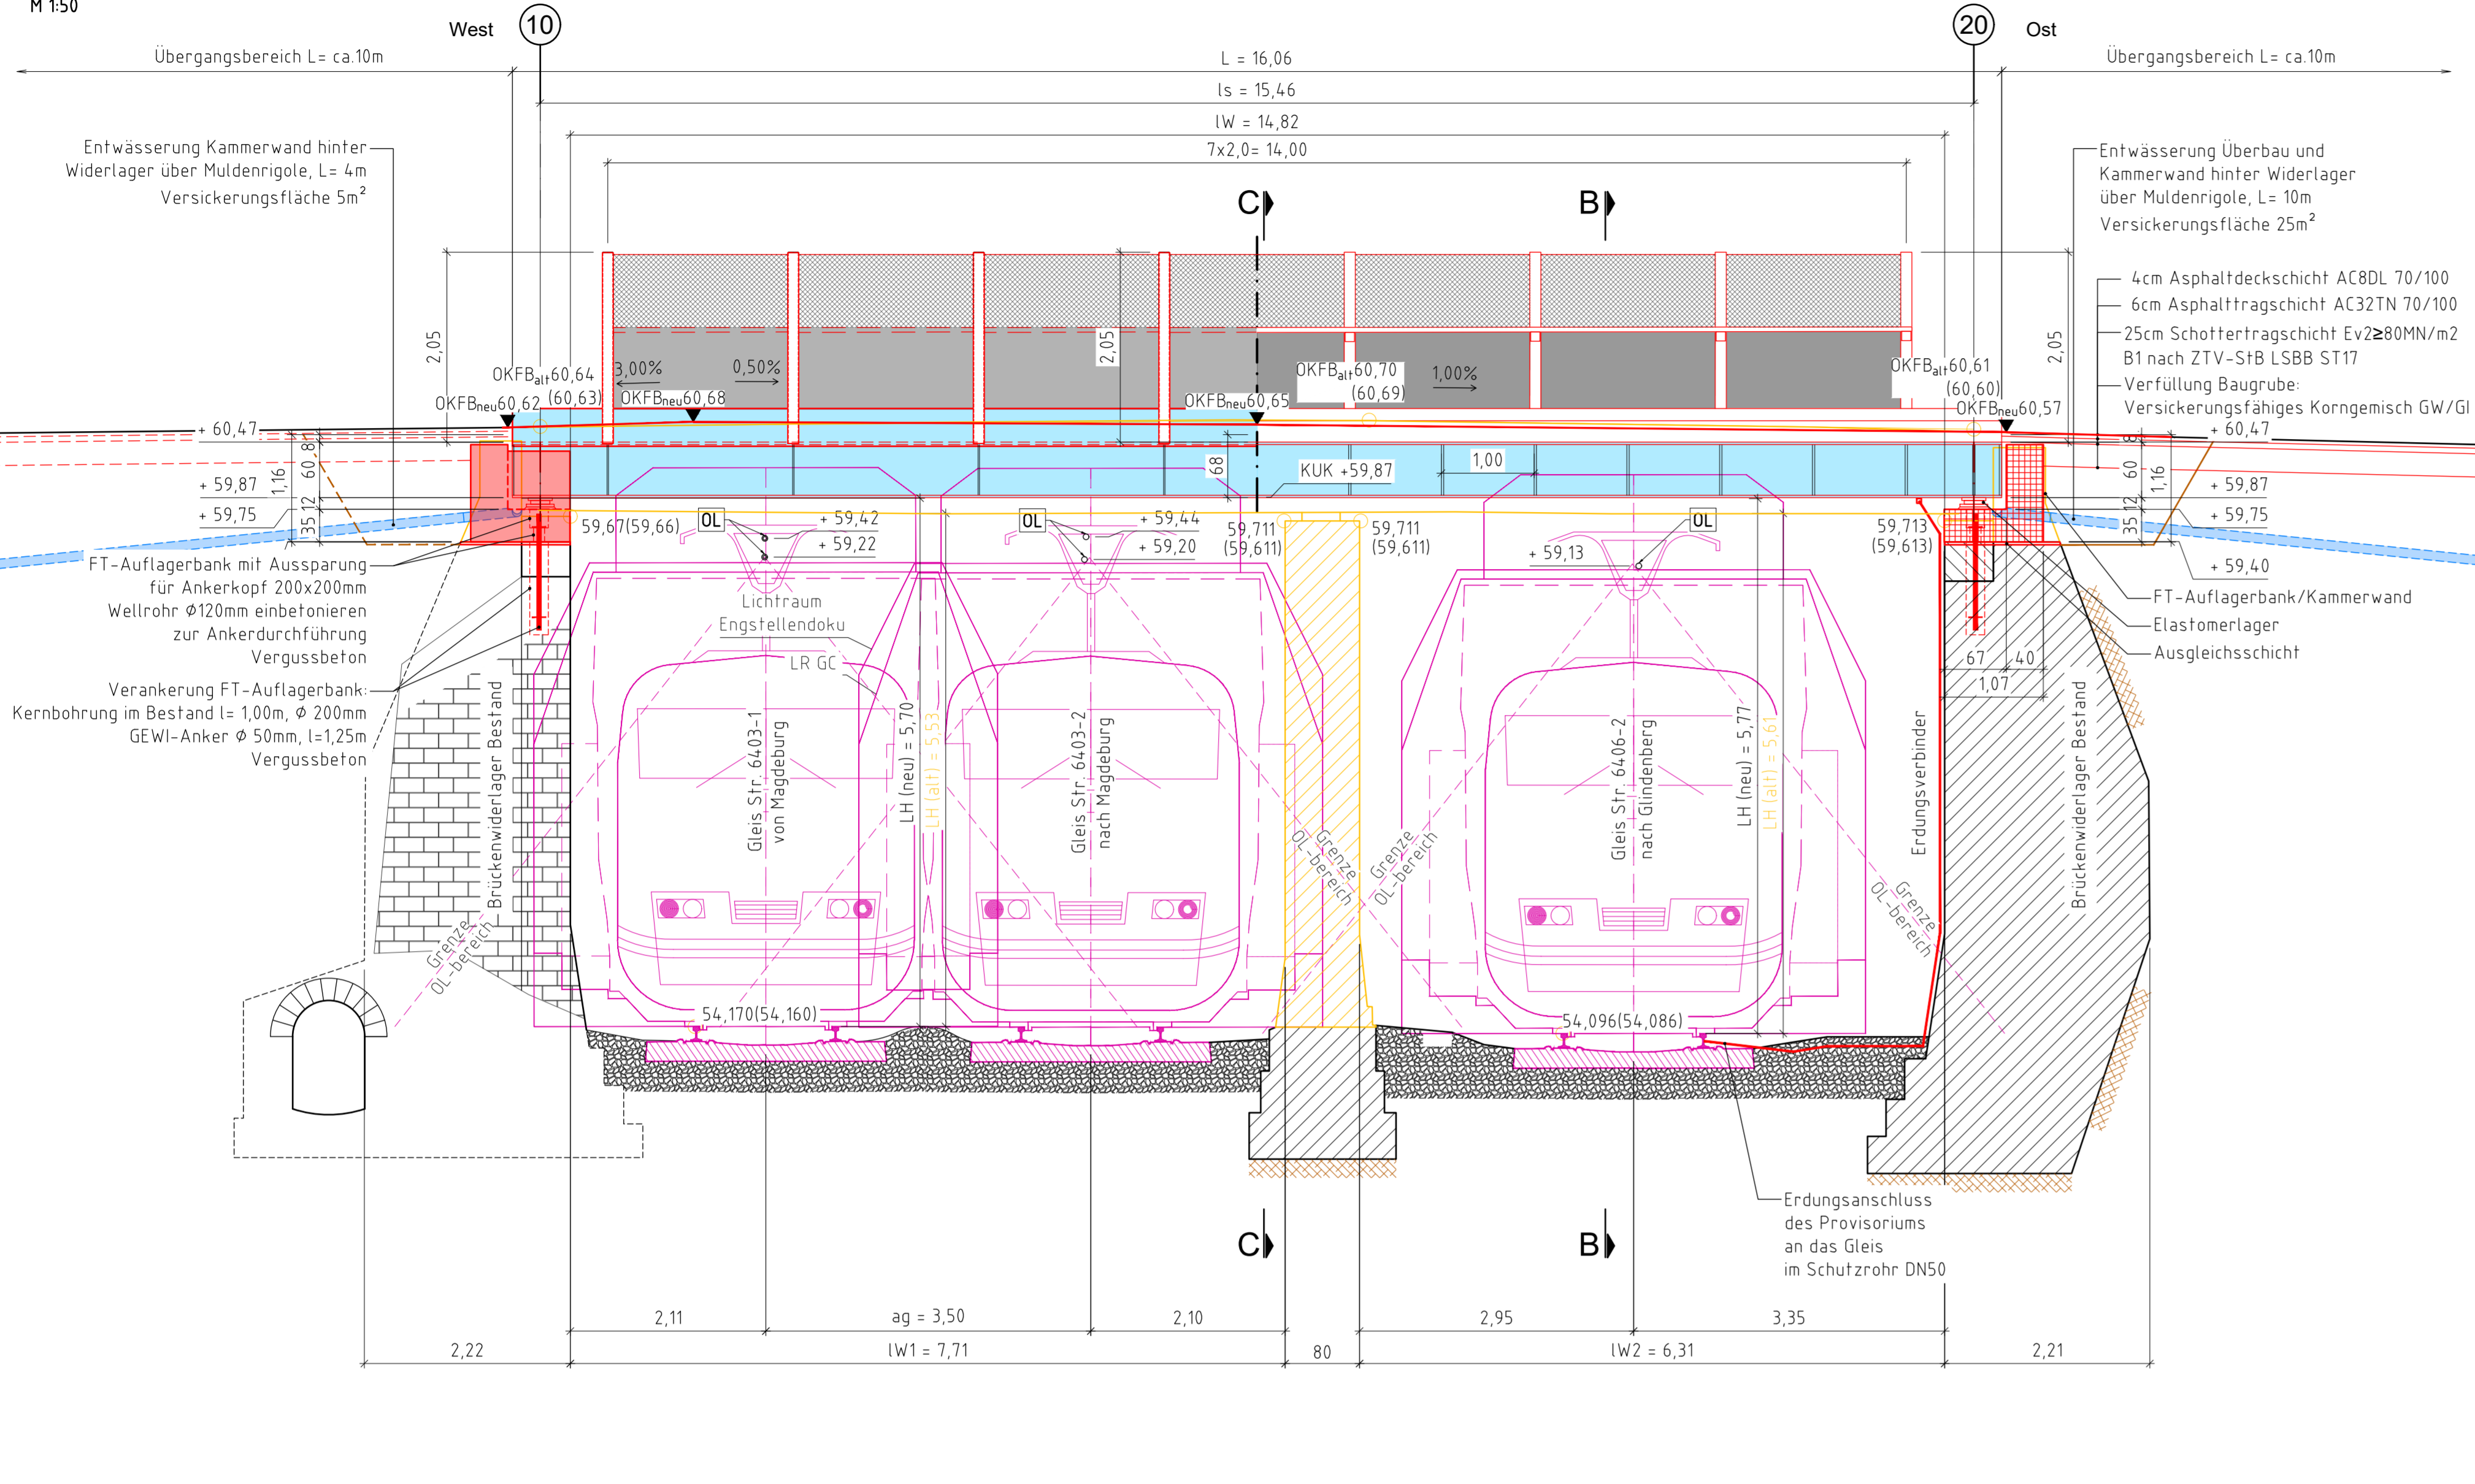 M 1:50
West
10
20
Ost
Übergangsbereich L= ca.10m
L = 16,06
Übergangsbereich L= ca.10m
ls = 15,46
lW = 14,82
7x2,0= 14,00
Entwässerung Kammerwand hinter
Widerlager über Muldenrigole, L= 4m
Versickerungsfläche 5m²
Entwässerung Überbau und
Kammerwand hinter Widerlager
über Muldenrigole, L= 10m
Versickerungsfläche 25m²
C
B
4cm Asphaltdeckschicht AC8DL 70/100
6cm Asphalttragschicht AC32TN 70/100
25cm Schottertragschicht Ev2≥80MN/m2
B1 nach ZTV-StB LSBB ST17
Verfüllung Baugrube:
Versickerungsfähiges Korngemisch GW/GI
2,05
2,05
2,05
OKFBalt60,64
(60,63)
3,00%
0,50%
OKFBneu60,62
OKFBneu60,68
OKFBneu60,65
OKFBalt60,70
(60,69)
1,00%
OKFBalt60,61
(60,60)
OKFBneu60,57
+ 60,47
+ 59,87
+ 59,75
1,16
8
60
12
35
68
KUK +59,87
1,00
+ 60,47
+ 59,87
+ 59,75
+ 59,40
8
60
12
35
1,16
59,67(59,66)
OL
+ 59,42
+ 59,22
OL
+ 59,44
+ 59,20
59,711
(59,611)
59,711
(59,611)
+ 59,13
OL
59,713
(59,613)
FT-Auflagerbank mit Aussparung
für Ankerkopf 200x200mm
Wellrohr Φ120mm einbetonieren
zur Ankerdurchführung
Vergussbeton
Verankerung FT-Auflagerbank:
Kernbohrung im Bestand l= 1,00m, Φ 200mm
GEWI-Anker Φ 50mm, l=1,25m
Vergussbeton
FT-Auflagerbank/Kammerwand
Elastomerlager
Ausgleichsschicht
67
40
1,07
Lichtraum
Engstellendoku
LR GC
Brückenwiderlager Bestand
Gleis Str. 6403-1
von Magdeburg
LH (neu) = 5,70
LH (alt) = 5,53
Gleis Str. 6403-2
nach Magdeburg
Gleis Str. 6406-2
nach Glindenberg
LH (neu) = 5,77
LH (alt) = 5,61
Erdungsverbinder
Brückenwiderlager Bestand
Grenze
OL-bereich
Grenze
OL-bereich
Grenze
OL-bereich
Grenze
OL-bereich
54,170(54,160)
54,096(54,086)
Erdungsanschluss
des Provisoriums
an das Gleis
im Schutzrohr DN50
C
B
2,11
ag = 3,50
2,10
2,95
3,35
2,22
lW1 = 7,71
80
lW2 = 6,31
2,21